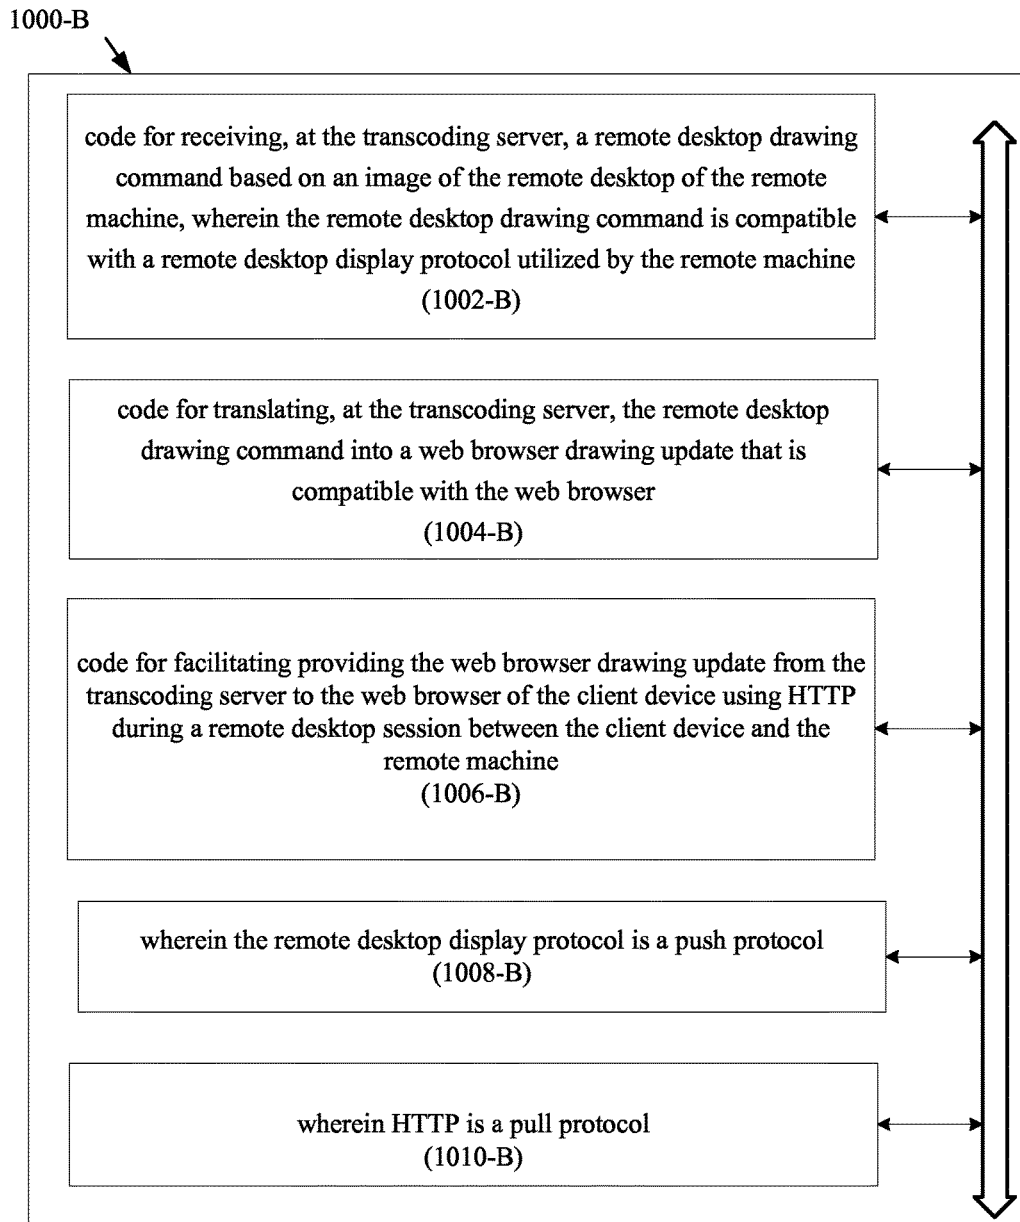 1000-B
code for receiving, at the transcoding server, a remote desktop drawing
command based on an image of the remote desktop of the remote
machine, wherein the remote desktop drawing command is compatible
with a remote desktop display protocol utilized by the remote machine
(1002-B)
code for translating, at the transcoding server, the remote desktop
drawing command into a web browser drawing update that is
compatible with the web browser
(1004-B)
code for facilitating providing the web browser drawing update from the
transcoding server to the web browser of the client device using HTTP
during a remote desktop session between the client device and the
remote machine
(1006-B)
wherein the remote desktop display protocol is a push protocol
(1008-B)
wherein HTTP is a pull protocol
(1010-B)